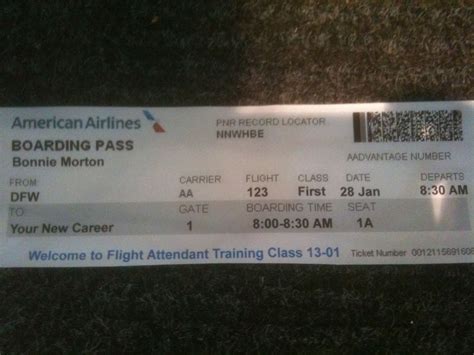 American Airlines
PNR RECORD LOCATOR
NNWHBE
BOARDING PASS
Bonnie Morton
AADVANTAGE NUMBER
FROM CARRIER FLIGHT CLASS DATE DEPARTS
DFW AA 123 First 28 Jan 8:30 AM
TO GATE BOARDING TIME SEAT
Your New Career 1 8:00-8:30 AM 1A
Welcome to Flight Attendant Training Class 13-01 Ticket Number